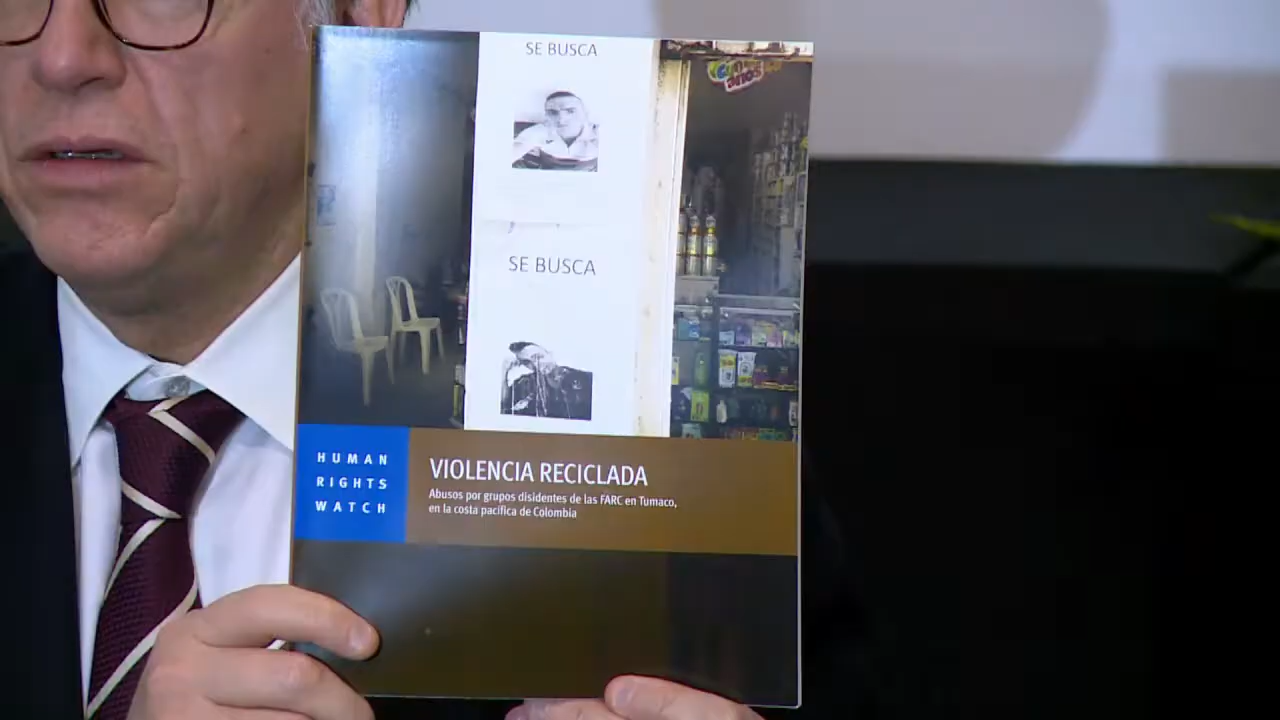 SE BUSCA
SE BUSCA
HUMAN
RIGHTS
WATCH
VIOLENCIA RECICLADA
Abusos por grupos disidentes de las FARC en Tumaco,
en la costa pacífica de Colombia